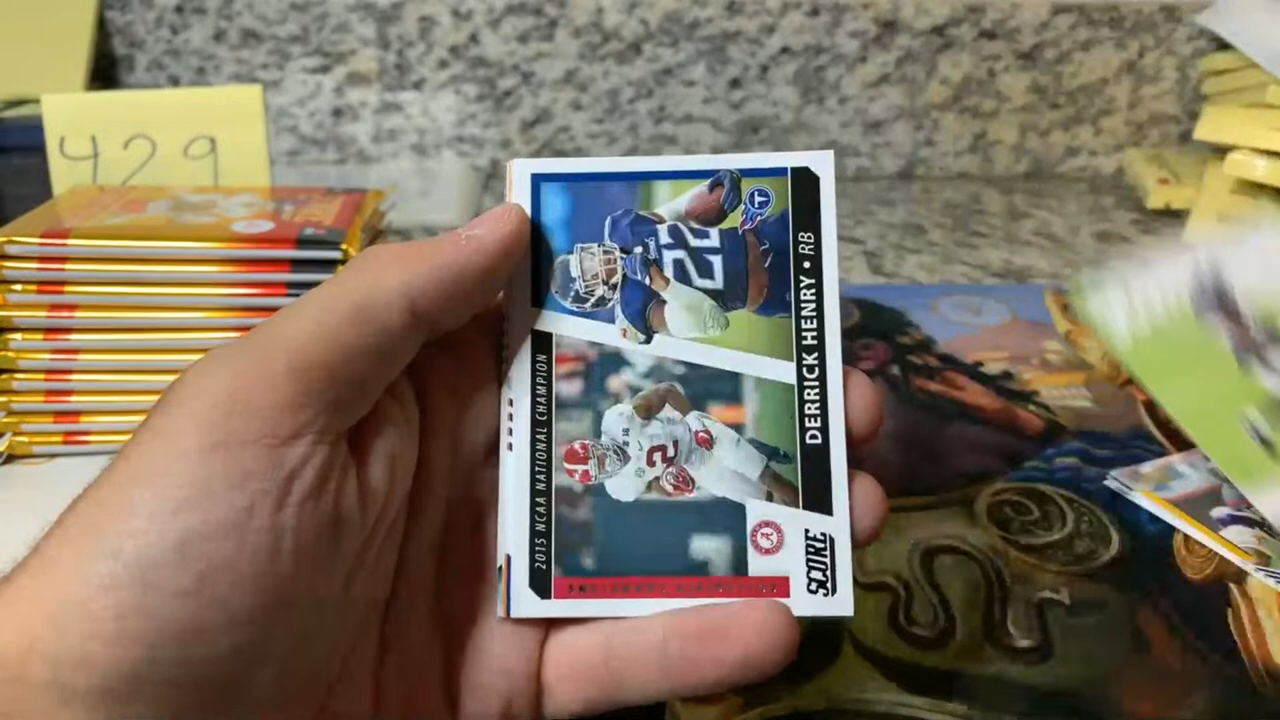 429
2015 NCAA NATIONAL CHAMPION
22
2
DERRICK HENRY • RB
SCORE